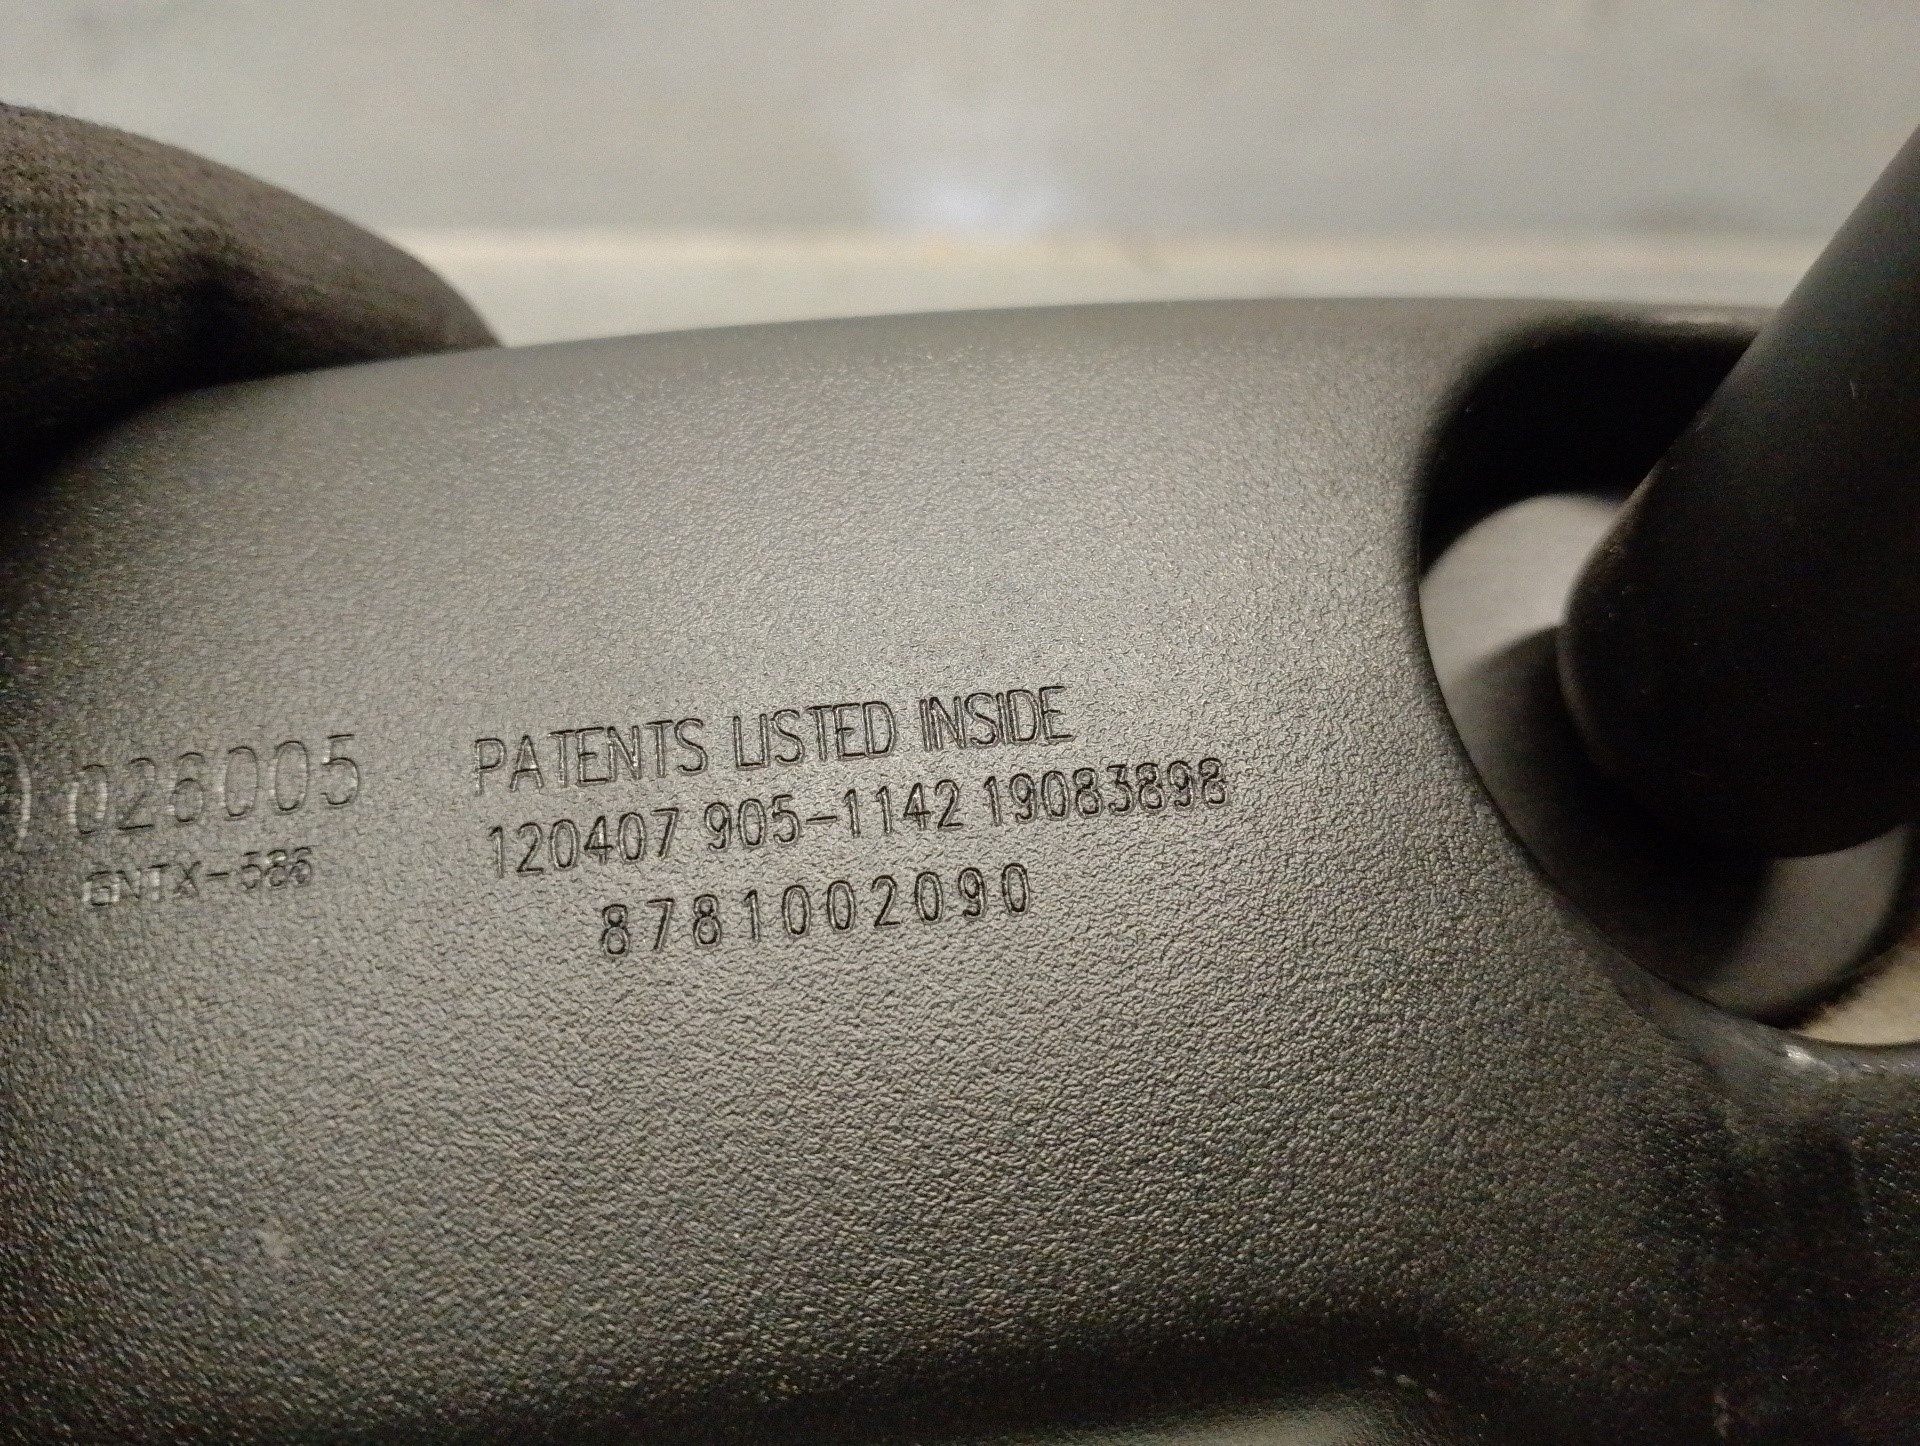 026005
GNTX-586
PATENTS LISTED INSIDE
120407 905-1142 19083898
8781002090